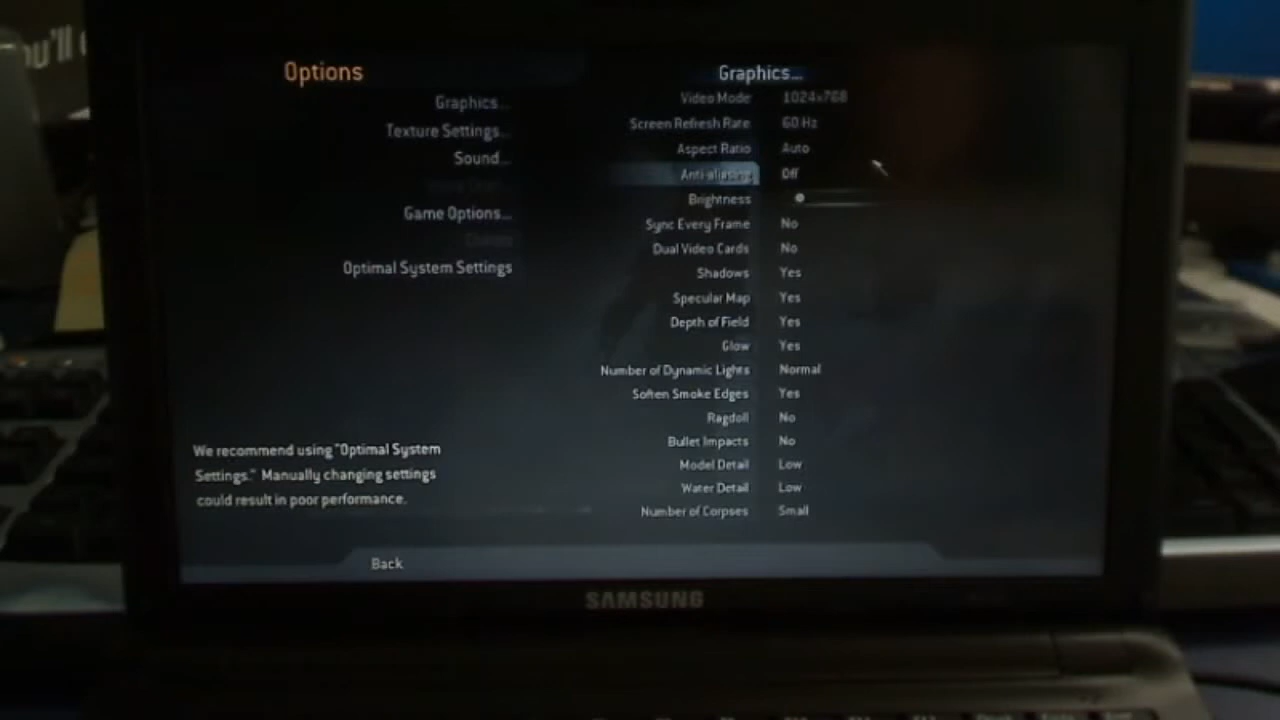 Options
Graphics...
Texture Settings...
Sound...
Game Options...
Optimal System Settings
We recommend using "Optimal System
Settings." Manually changing settings
could result in poor performance.
Back
Graphics...
Video Mode 1024x768
Screen Refresh Rate 60 Hz
Aspect Ratio Auto
Anti-aliasing Off
Brightness
Sync Every Frame No
Dual Video Cards No
Shadows Yes
Specular Map Yes
Depth of Field Yes
Glow Yes
Number of Dynamic Lights Normal
Soften Smoke Edges Yes
Ragdoll No
Bullet Impacts No
Model Detail Low
Water Detail Low
Number of Corpses Small
SAMSUNG